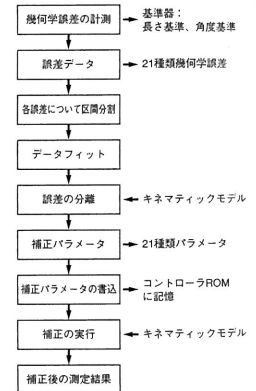 幾何学誤差の計測
基準器:
長さ基準、角度基準
誤差データ
21種類幾何学誤差
各誤差について区間分割
データフィット
誤差の分離
キネマティックモデル
補正パラメータ
21種類パラメータ
補正パラメータの書込
コントローラROM
に記憶
補正の実行
キネマティックモデル
補正後の測定結果